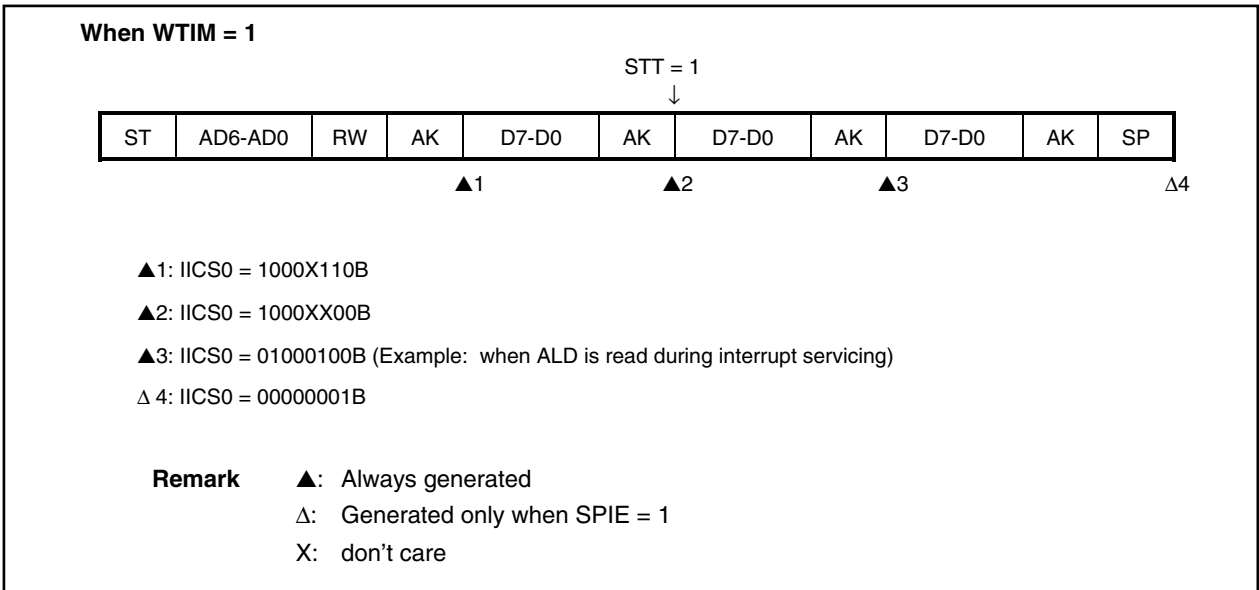 When WTIM = 1
STT = 1
↓
ST AD6-AD0 RW AK D7-D0 AK D7-D0 AK D7-D0 AK SP
▲1 ▲2 ▲3 Δ4
▲1: IICS0 = 1000X110B
▲2: IICS0 = 1000XX00B
▲3: IICS0 = 01000100B (Example: when ALD is read during interrupt servicing)
Δ 4: IICS0 = 00000001B
Remark ▲: Always generated
Δ: Generated only when SPIE = 1
X: don't care